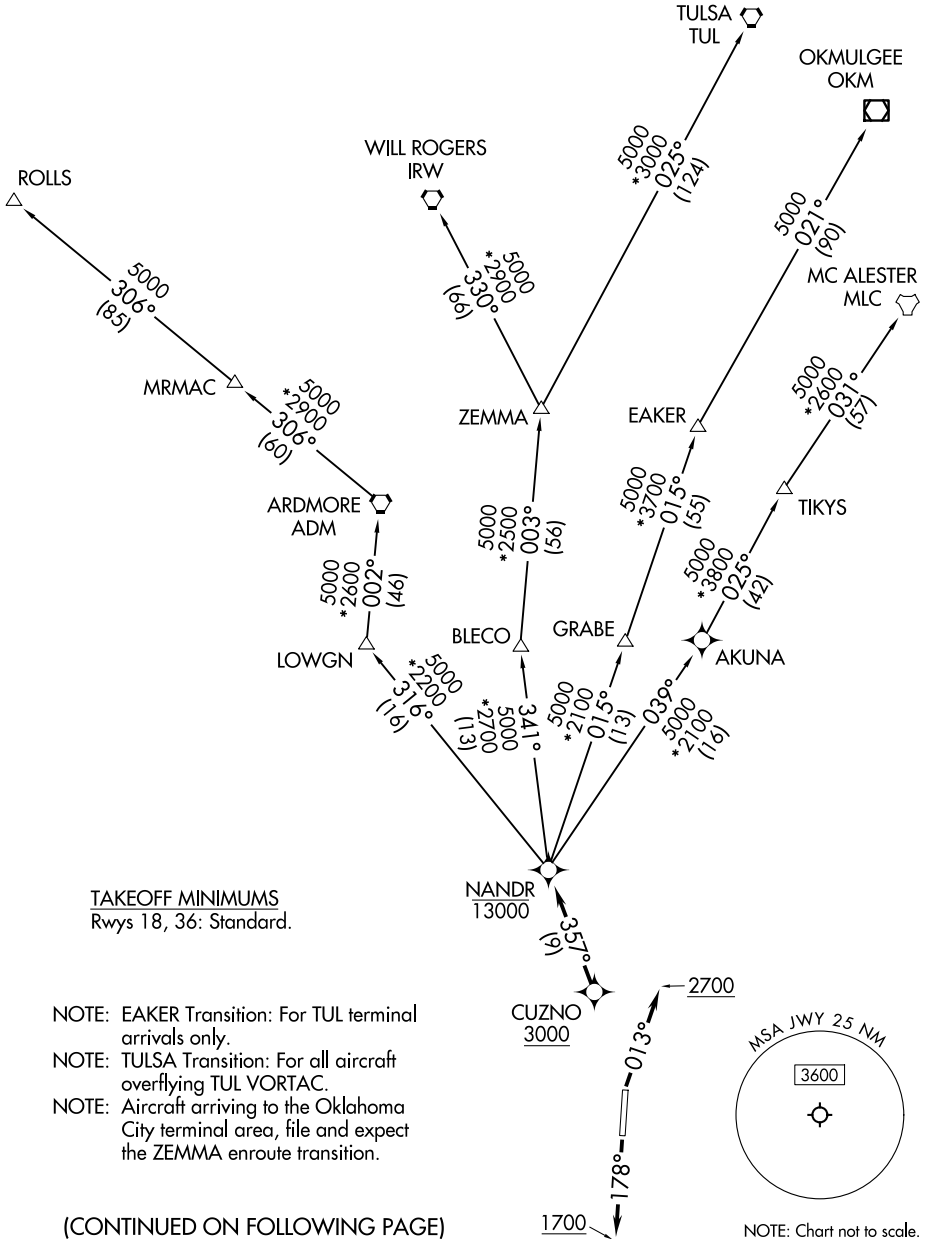 TULSA
TUL
OKMULGEE
OKM
WILL ROGERS
IRW
ROLLS
MC ALESTER
MLC
5000
*3000
025°
(124)
5000
021°
(90)
5000
*2900
330°
(66)
5000
306°
(85)
5000
*2600
031°
(57)
MRMAC
ZEMMA
EAKER
5000
*2900
306°
(60)
TIKYS
ARDMORE
ADM
5000
*2500
003°
(56)
5000
*3700
015°
(55)
5000
*3800
025°
(42)
5000
*2600
002°
(46)
LOWGN
BLECO
GRABE
AKUNA
5000
*2200
316°
(16)
341°
5000
*2700
(13)
5000
*2100
015°
(13)
039°
5000
*2100
(16)
NANDR
13000
TAKEOFF MINIMUMS
Rwys 18, 36: Standard.
357°
(9)
CUZNO
3000
2700
013°
178°
1700
NOTE: EAKER Transition: For TUL terminal
arrivals only.
NOTE: TULSA Transition: For all aircraft
overflying TUL VORTAC.
NOTE: Aircraft arriving to the Oklahoma
City terminal area, file and expect
the ZEMMA enroute transition.
MSA JWY 25 NM
3600
(CONTINUED ON FOLLOWING PAGE)
NOTE: Chart not to scale.